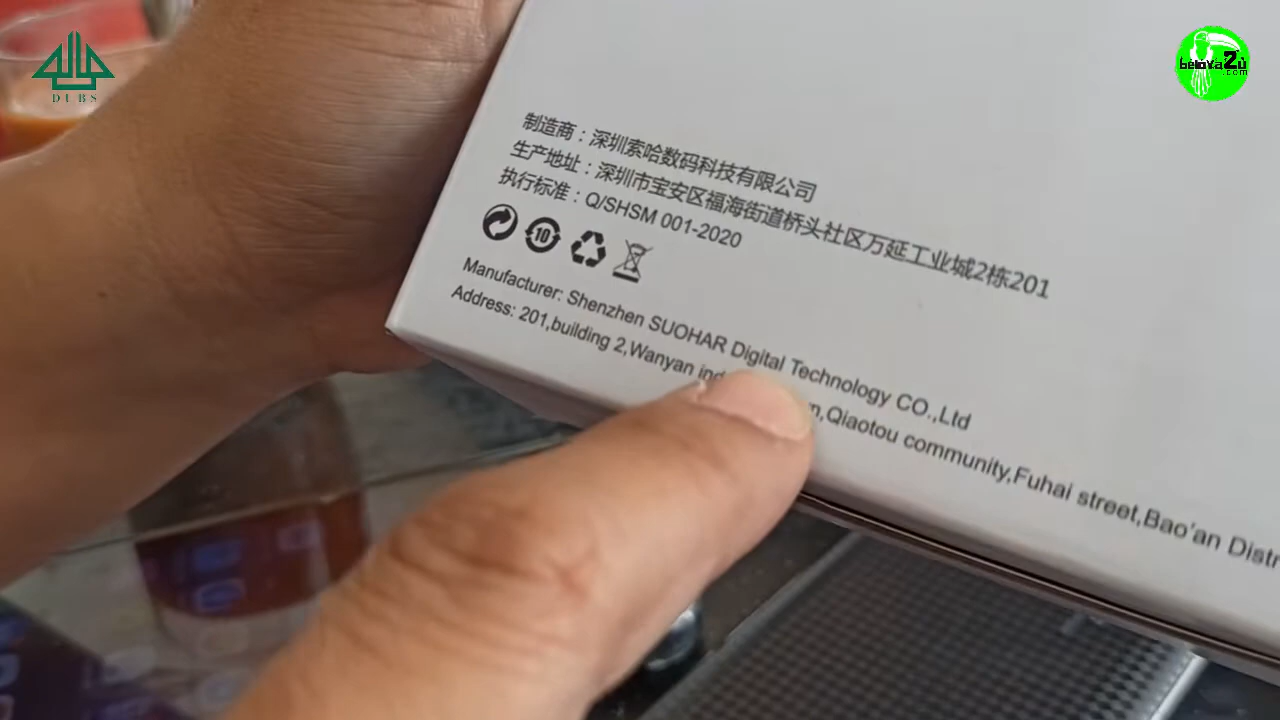 DUBS
beloYa2u
.com
制造商：深圳索哈数码科技有限公司
生产地址：深圳市宝安区福海街道桥头社区万延工业城2栋201
执行标准：Q/SHSM 001-2020
10
Manufacturer: Shenzhen SUOHAR Digital Technology CO.,Ltd
Address: 201,building 2,Wanyan ,Qiaotou community,Fuhai street,Bao'an